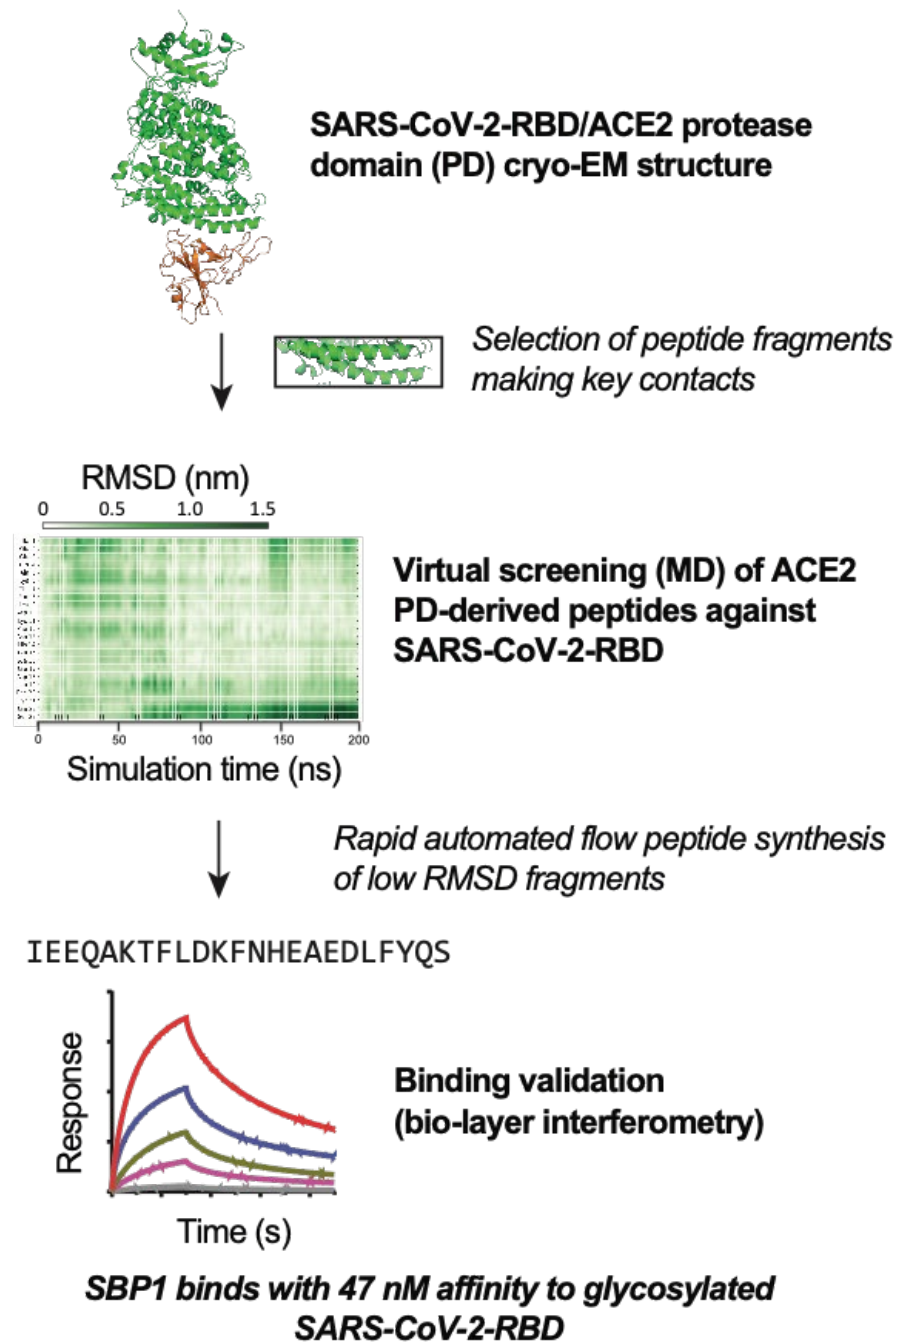 SARS-CoV-2-RBD/ACE2 protease
domain (PD) cryo-EM structure
Selection of peptide fragments
making key contacts
RMSD (nm)
0 0.5 1.0 1.5
Virtual screening (MD) of ACE2
PD-derived peptides against
SARS-CoV-2-RBD
0 50 100 150 200
Simulation time (ns)
Rapid automated flow peptide synthesis
of low RMSD fragments
IEEQAKTFLDKFNHEAEDLFYQS
Response
Binding validation
(bio-layer interferometry)
Time (s)
SBP1 binds with 47 nM affinity to glycosylated
SARS-CoV-2-RBD